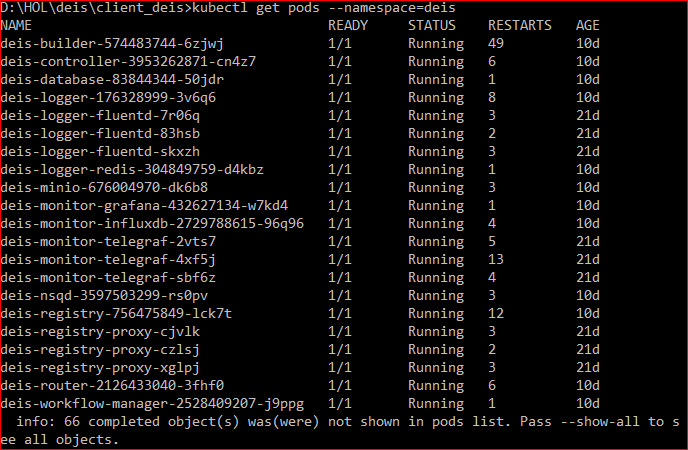 D:\HOL\deis\client_deis>kubectl get pods --namespace=deis
NAME READY STATUS RESTARTS AGE
deis-builder-574483744-6zjwj 1/1 Running 49 10d
deis-controller-3953262871-cn4z7 1/1 Running 6 10d
deis-database-83844344-50jdr 1/1 Running 1 10d
deis-logger-176328999-3v6q6 1/1 Running 8 10d
deis-logger-fluentd-7r06q 1/1 Running 3 21d
deis-logger-fluentd-83hsb 1/1 Running 2 21d
deis-logger-fluentd-skxzh 1/1 Running 3 21d
deis-logger-redis-304849759-d4kbz 1/1 Running 1 10d
deis-minio-676004970-dk6b8 1/1 Running 3 10d
deis-monitor-grafana-432627134-w7kd4 1/1 Running 1 10d
deis-monitor-influxdb-2729788615-96q96 1/1 Running 4 10d
deis-monitor-telegraf-2vts7 1/1 Running 5 21d
deis-monitor-telegraf-4xf5j 1/1 Running 13 21d
deis-monitor-telegraf-sbf6z 1/1 Running 4 21d
deis-nsqd-3597503299-rs0pv 1/1 Running 3 10d
deis-registry-756475849-lck7t 1/1 Running 12 10d
deis-registry-proxy-cjvlk 1/1 Running 3 21d
deis-registry-proxy-czlsj 1/1 Running 2 21d
deis-registry-proxy-xglpj 1/1 Running 3 21d
deis-router-2126433040-3fhf0 1/1 Running 6 10d
deis-workflow-manager-2528409207-j9ppg 1/1 Running 1 10d
info: 66 completed object(s) was(were) not shown in pods list. Pass --show-all to s
ee all objects.